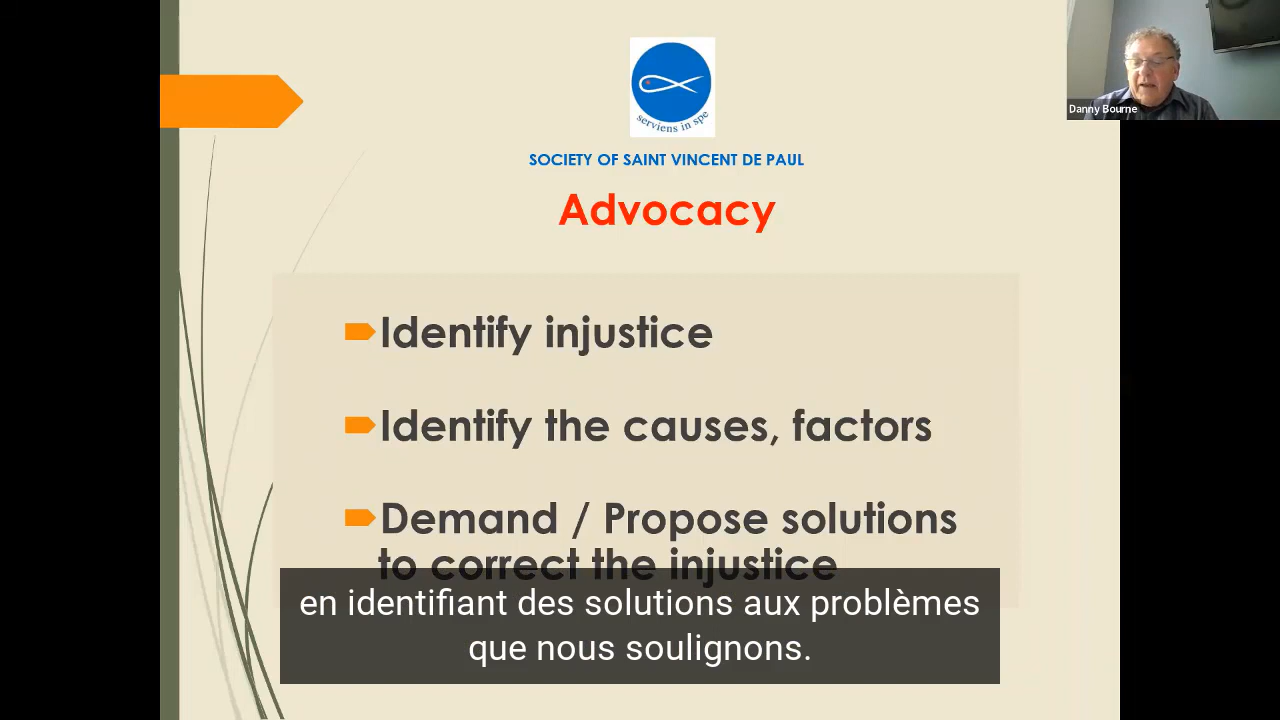 serviens in spe
Danny Bourne
SOCIETY OF SAINT VINCENT DE PAUL
Advocacy
Identify injustice
Identify the causes, factors
Demand / Propose solutions
to correct the injustice
en identifiant des solutions aux problèmes
que nous soulignons.